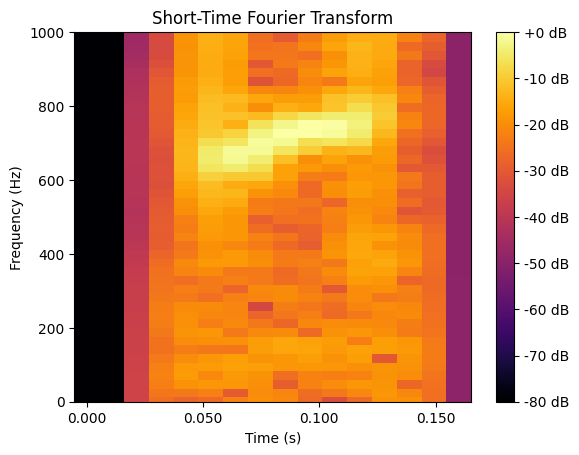 Short-Time Fourier Transform
Frequency (Hz)
1000
800
600
400
200
0
0.000
0.050
0.100
0.150
Time (s)
+0 dB
-10 dB
-20 dB
-30 dB
-40 dB
-50 dB
-60 dB
-70 dB
-80 dB